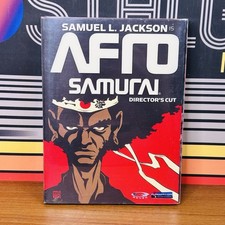 SAMUEL L. JACKSON
AFRO
SAMURAI
DIRECTOR'S CUT